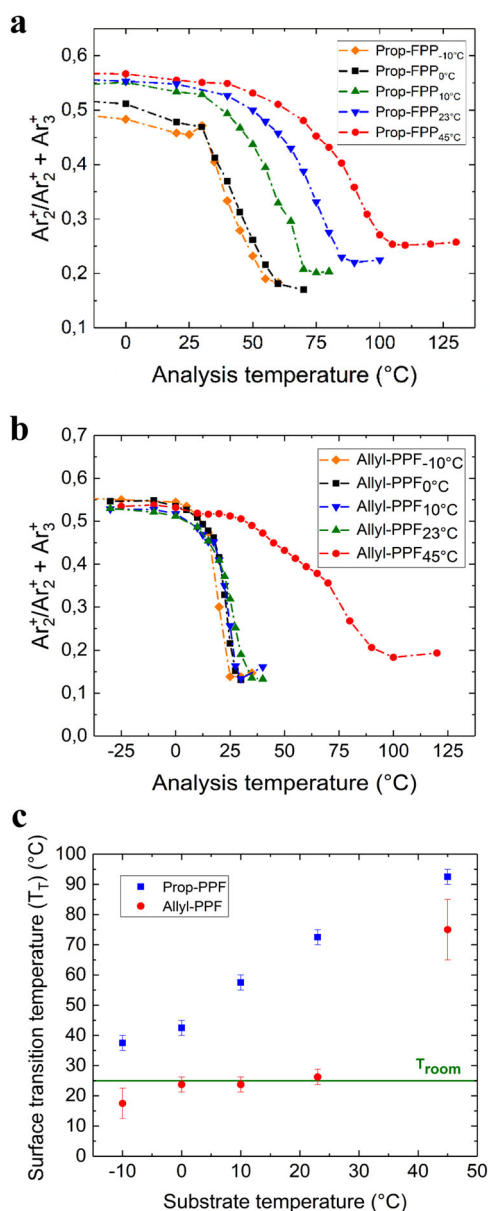 a
Ar₂⁺/Ar₂⁺ + Ar₃⁺
0,6
0,5
0,4
0,3
0,2
0,1
Prop-FPP-10°C
Prop-FPP0°C
Prop-FPP10°C
Prop-FPP23°C
Prop-FPP45°C
0 25 50 75 100 125
Analysis temperature (°C)
b
Ar₂⁺/Ar₂⁺ + Ar₃⁺
0,7
0,6
0,5
0,4
0,3
0,2
0,1
0,0
Allyl-PPF-10°C
Allyl-PPF0°C
Allyl-PPF10°C
Allyl-PPF23°C
Allyl-PPF45°C
-25 0 25 50 75 100 125
Analysis temperature (°C)
c
Surface transition temperature (TT) (°C)
100
90
80
70
60
50
40
30
20
10
0
Prop-PPF
Allyl-PPF
Troom
-10 0 10 20 30 40 50
Substrate temperature (°C)